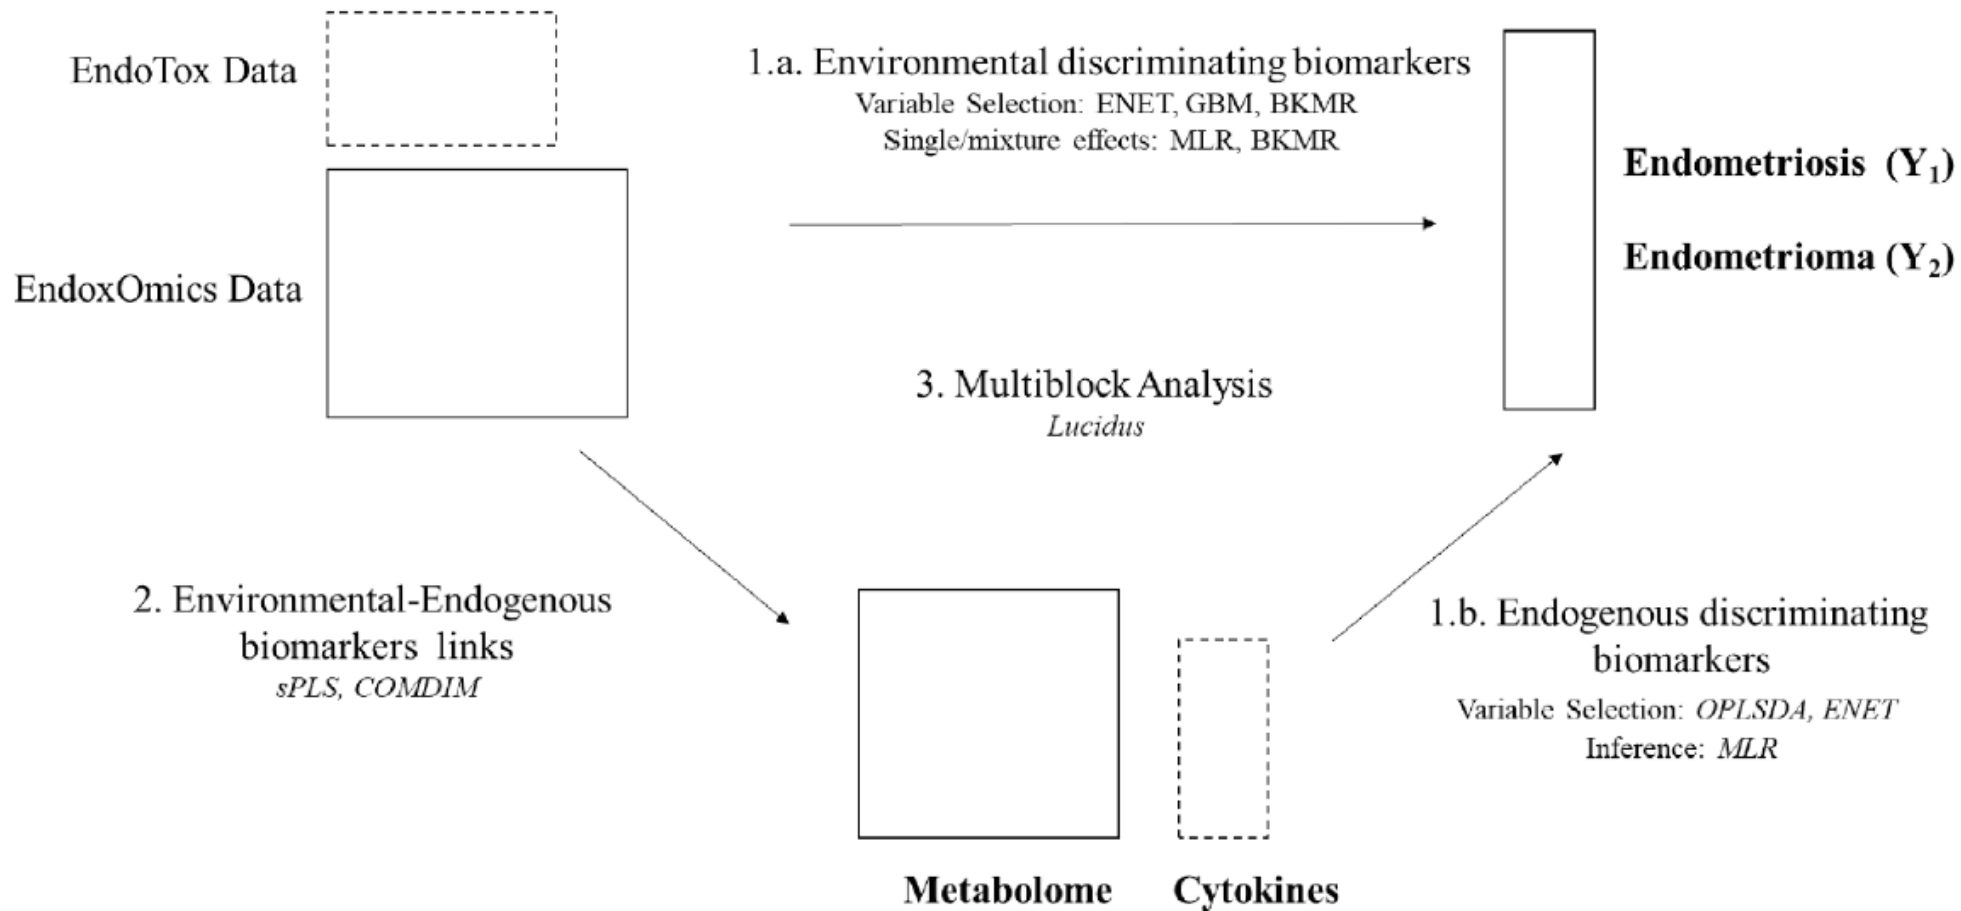 EndoTox Data
1.a. Environmental discriminating biomarkers
Variable Selection: ENET, GBM, BKMR
Single/mixture effects: MLR, BKMR
Endometriosis (Y₁)
EndoxOmics Data
Endometrioma (Y₂)
3. Multiblock Analysis
Lucidus
2. Environmental-Endogenous
biomarkers links
sPLS, COMDIM
1.b. Endogenous discriminating
biomarkers
Variable Selection: OPLSDA, ENET
Inference: MLR
Metabolome
Cytokines